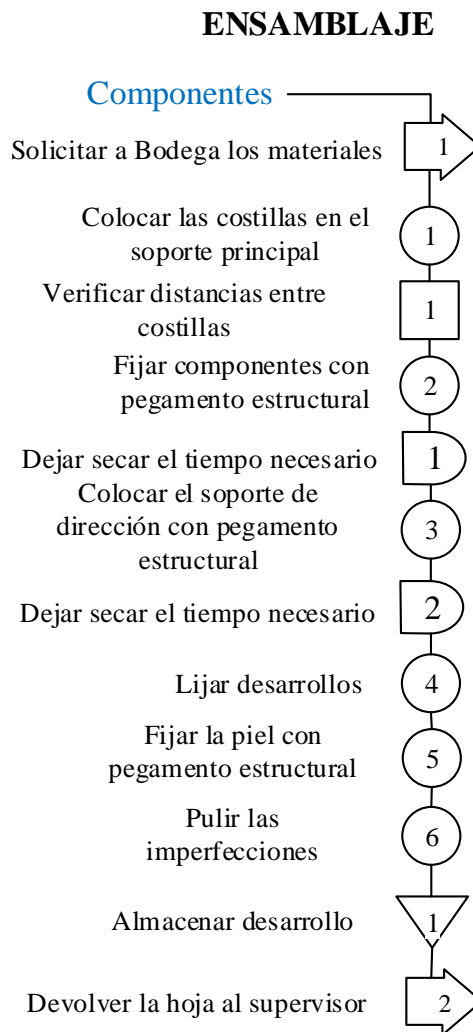 ENSAMBLAJE
Componentes
Solicitar a Bodega los materiales
1
Colocar las costillas en el
soporte principal
1
Verificar distancias entre
costillas
1
Fijar componentes con
pegamento estructural
2
Dejar secar el tiempo necesario
1
Colocar el soporte de
dirección con pegamento
estructural
3
Dejar secar el tiempo necesario
2
Lijar desarrollos
4
Fijar la piel con
pegamento estructural
5
Pulir las
imperfecciones
6
Almacenar desarrollo
1
Devolver la hoja al supervisor
2